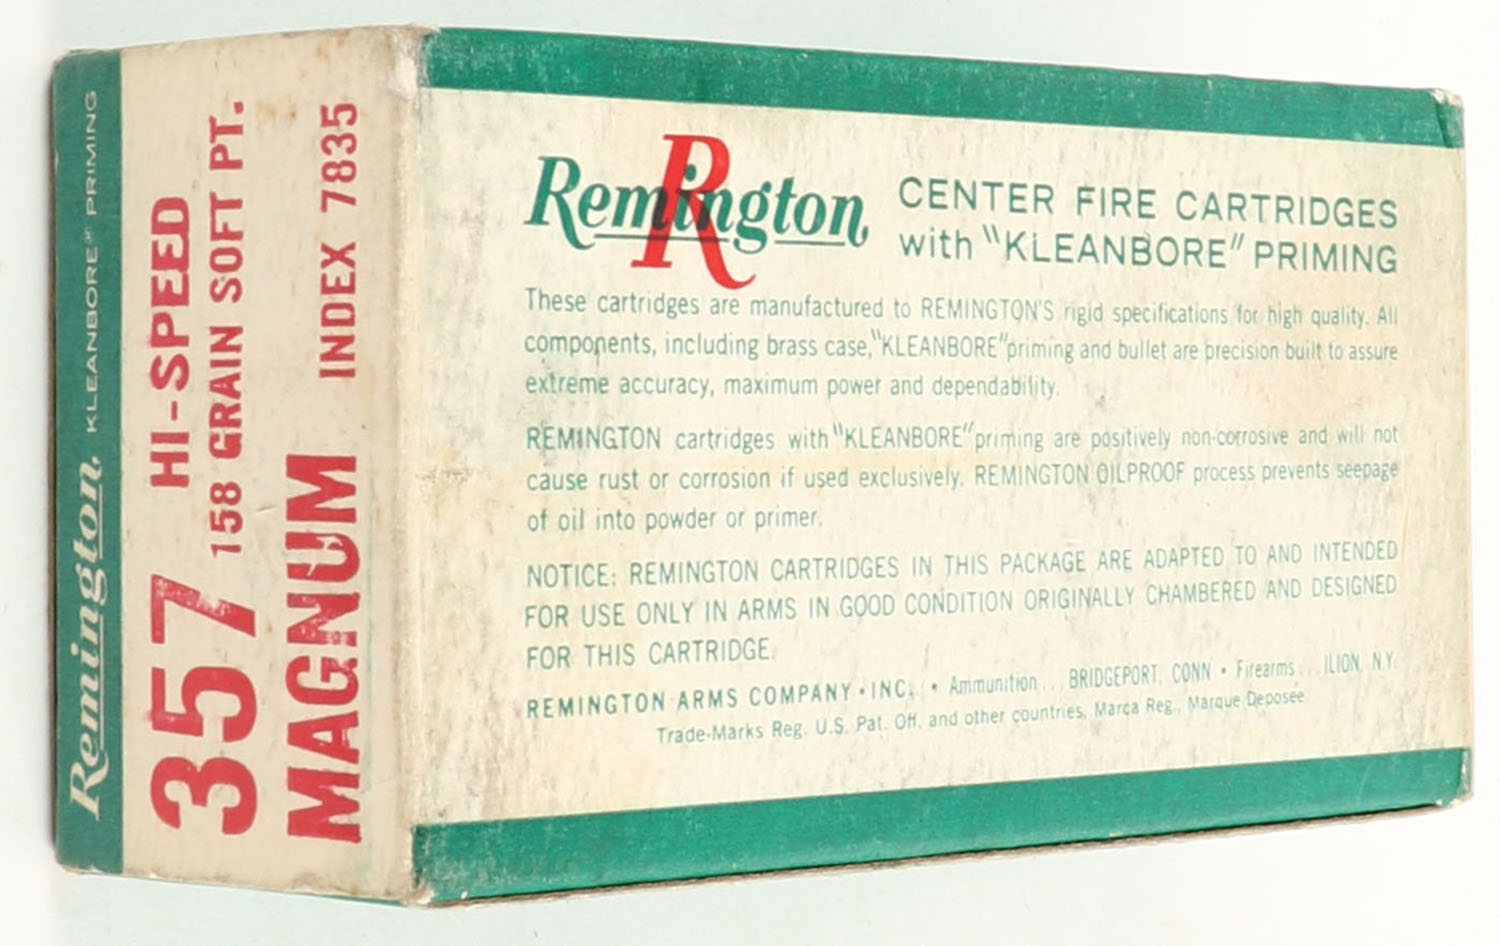 Remington. KLEANBORE® PRIMING
357 HI-SPEED
158 GRAIN SOFT PT.
MAGNUM INDEX 7835
R
Remington,
CENTER FIRE CARTRIDGES
with "KLEANBORE" PRIMING
These cartridges are manufactured to REMINGTON'S rigid specifications for high quality. All
components, including brass case, "KLEANBORE" priming and bullet are precision built to assure
extreme accuracy, maximum power and dependability.
REMINGTON cartridges with "KLEANBORE" priming are positively non-corrosive and will not
cause rust or corrosion if used exclusively. REMINGTON OILPROOF process prevents seepage
of oil into powder or primer.
NOTICE: REMINGTON CARTRIDGES IN THIS PACKAGE ARE ADAPTED TO AND INTENDED
FOR USE ONLY IN ARMS IN GOOD CONDITION ORIGINALLY CHAMBERED AND DESIGNED
FOR THIS CARTRIDGE.
REMINGTON ARMS COMPANY • INC. • Ammunition... BRIDGEPORT, CONN • Firearms... ILION, N.Y.
Trade-Marks Reg. U.S. Pat. Off. and other countries, Marca Reg., Marque Deposée